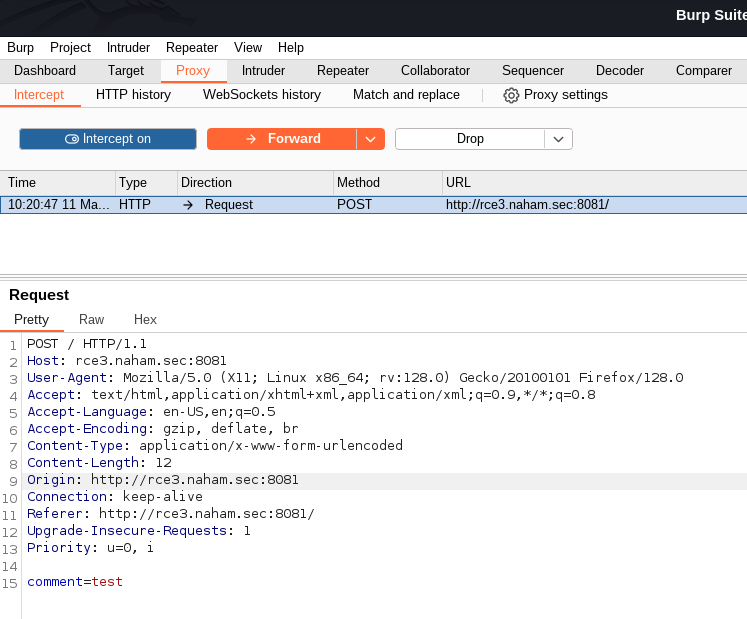 Burp Suite
Burp Project Intruder Repeater View Help
Dashboard Target Proxy Intruder Repeater Collaborator Sequencer Decoder Comparer
Intercept HTTP history WebSockets history Match and replace Proxy settings
Intercept on Forward Drop
Time Type Direction Method URL
10:20:47 11 Ma... HTTP → Request POST http://rce3.naham.sec:8081/
Request
Pretty Raw Hex
1 POST / HTTP/1.1
2 Host: rce3.naham.sec:8081
3 User-Agent: Mozilla/5.0 (X11; Linux x86_64; rv:128.0) Gecko/20100101 Firefox/128.0
4 Accept: text/html,application/xhtml+xml,application/xml;q=0.9,*/*;q=0.8
5 Accept-Language: en-US,en;q=0.5
6 Accept-Encoding: gzip, deflate, br
7 Content-Type: application/x-www-form-urlencoded
8 Content-Length: 12
9 Origin: http://rce3.naham.sec:8081
10 Connection: keep-alive
11 Referer: http://rce3.naham.sec:8081/
12 Upgrade-Insecure-Requests: 1
13 Priority: u=0, i
14
15 comment=test